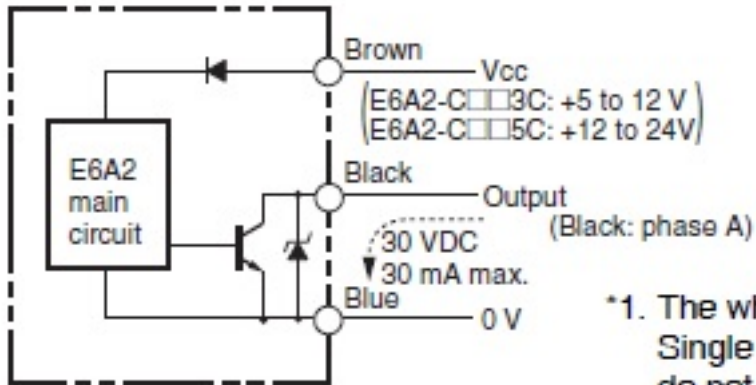 Brown
Vcc
(E6A2-C□□3C: +5 to 12 V)
(E6A2-C□□5C: +12 to 24V)
E6A2
main
circuit
Black
Output
(Black: phase A)
30 VDC
30 mA max.
Blue
0 V
*1. The
Single